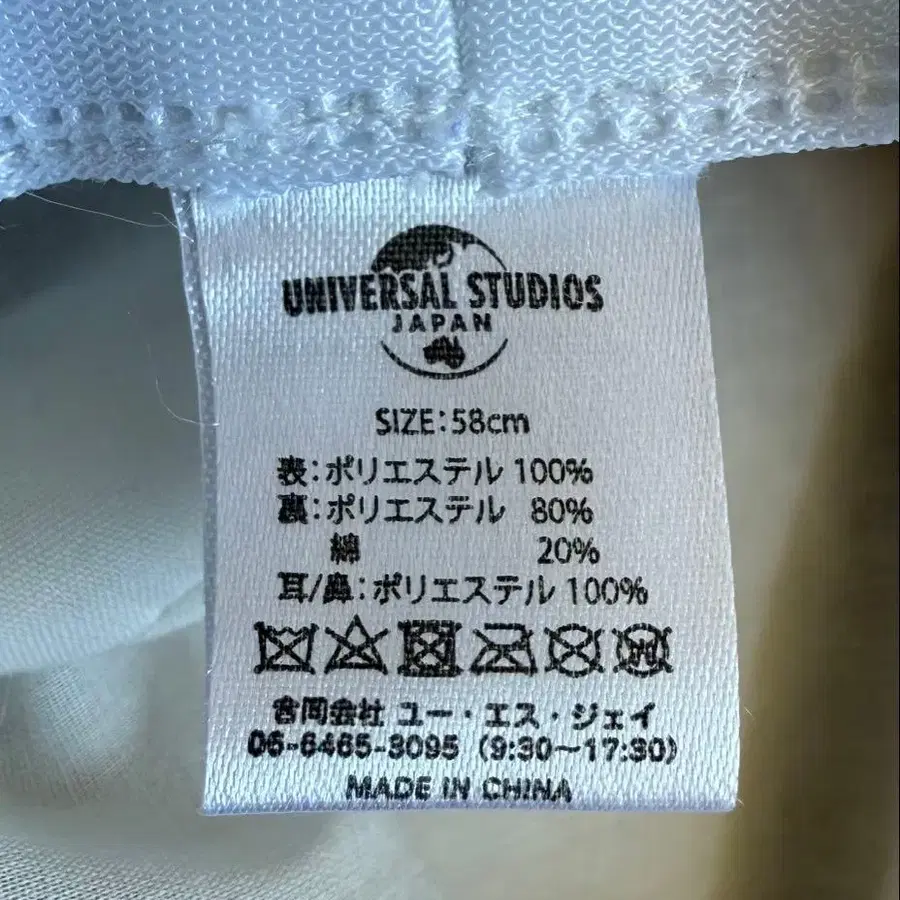 UNIVERSAL STUDIOS
JAPAN
SIZE:58cm
表:ポリエステル 100%
裏:ポリエステル 80%
綿 20%
耳/鼻:ポリエステル 100%
合同会社 ユー・エス・ジェイ
06-6465-3095 (9:30〜17:30)
MADE IN CHINA